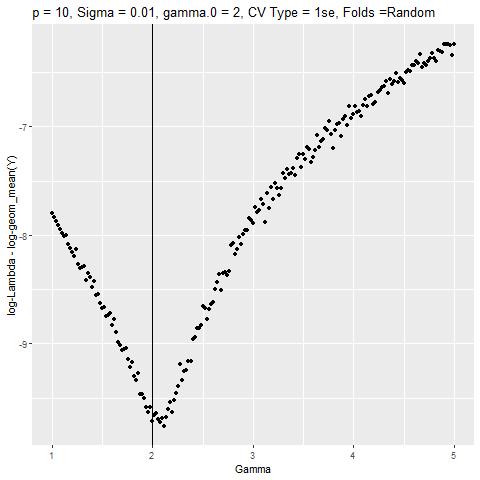 p = 10, Sigma = 0.01, gamma.0 = 2, CV Type = 1se, Folds =Random
log-Lambda - log-geom_mean(Y)
-7
-8
-9
1 2 3 4 5
Gamma